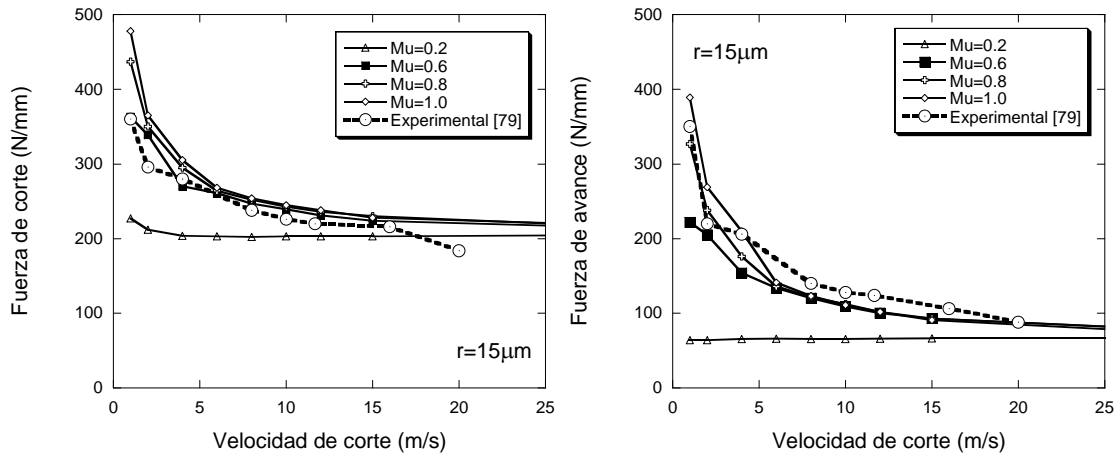 500
400
300
200
100
0
Fuerza de corte (N/mm)
Mu=0.2
Mu=0.6
Mu=0.8
Mu=1.0
Experimental [79]
r=15μm
0 5 10 15 20 25
Velocidad de corte (m/s)
500
400
300
200
100
0
Fuerza de avance (N/mm)
r=15μm
Mu=0.2
Mu=0.6
Mu=0.8
Mu=1.0
Experimental [79]
0 5 10 15 20 25
Velocidad de corte (m/s)